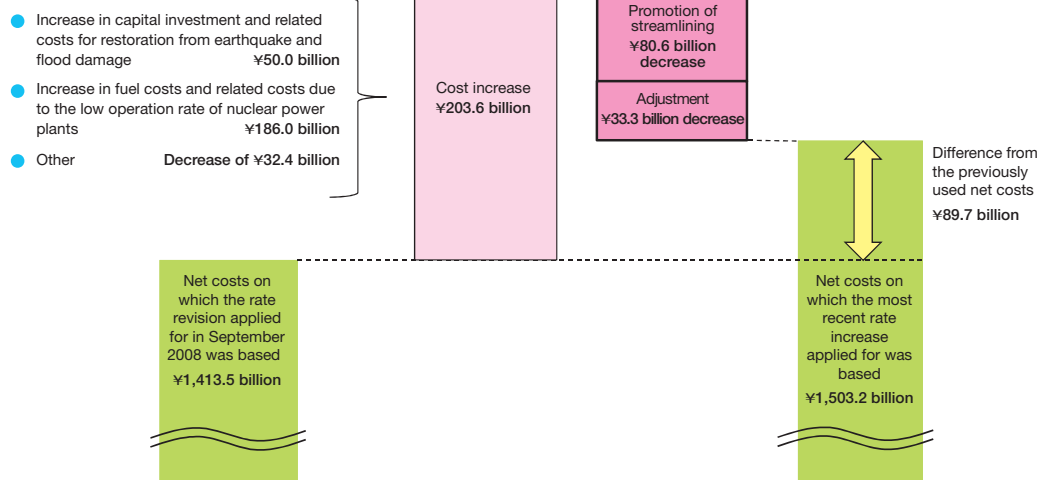 Increase in capital investment and related
costs for restoration from earthquake and
flood damage ¥50.0 billion
Increase in fuel costs and related costs due
to the low operation rate of nuclear power
plants ¥186.0 billion
Other Decrease of ¥32.4 billion
Cost increase
¥203.6 billion
Promotion of
streamlining
¥80.6 billion
decrease
Adjustment
¥33.3 billion decrease
Difference from
the previously
used net costs
¥89.7 billion
Net costs on
which the rate
revision applied
for in September
2008 was based
¥1,413.5 billion
Net costs on
which the most
recent rate
increase
applied for was
based
¥1,503.2 billion